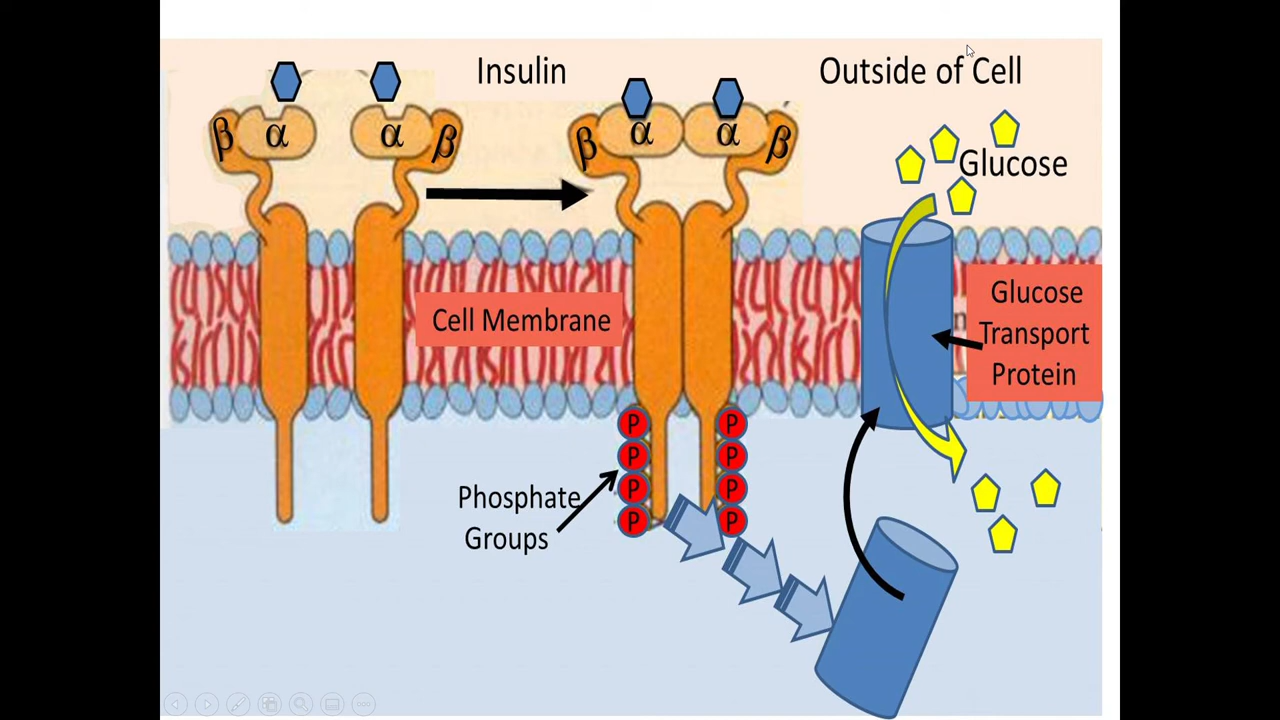 Insulin
Outside of Cell
β α α β
β α α β
Glucose
Cell Membrane
Glucose
Transport
Protein
P P
P P
P P
P P
Phosphate
Groups